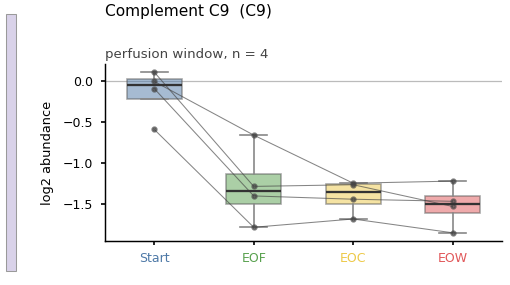 Complement C9  (C9)
perfusion window, n = 4
log2 abundance
0.0
−0.5
−1.0
−1.5
Start EOF EOC EOW